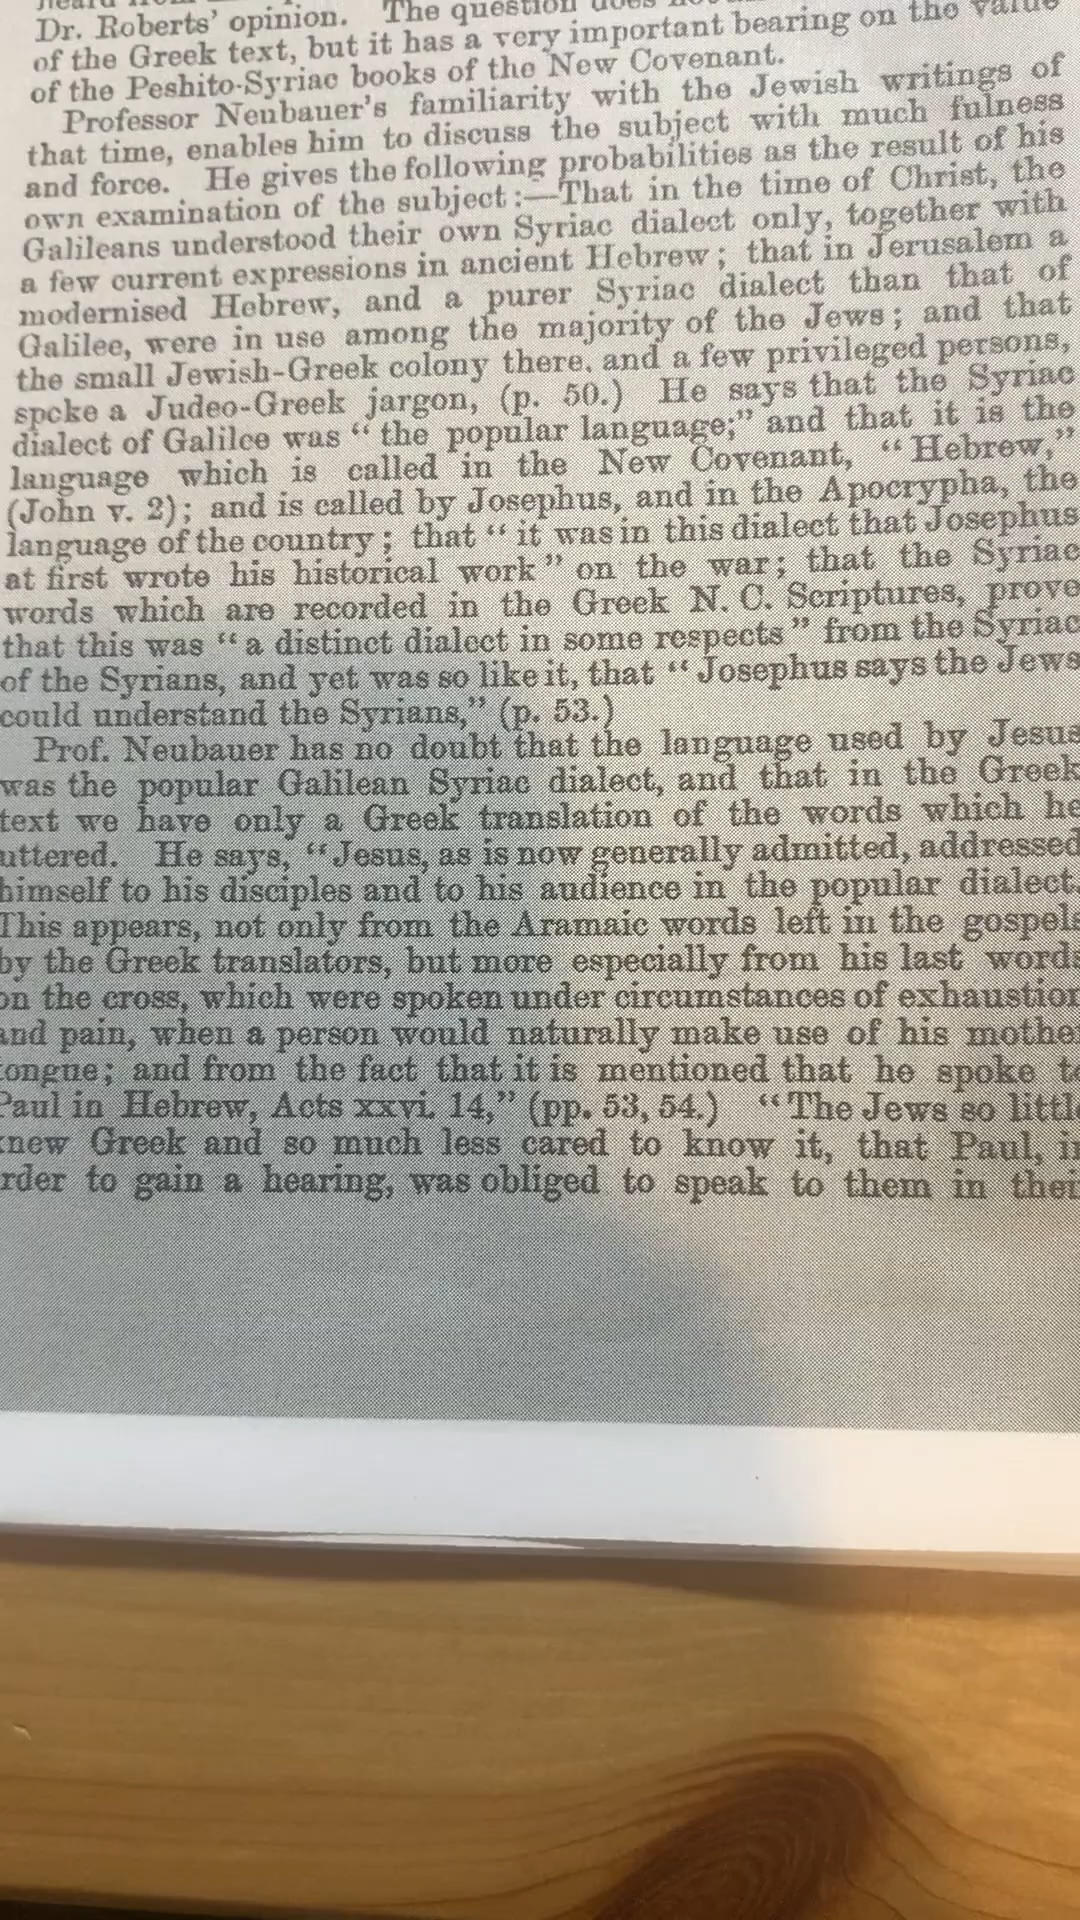 Dr. Roberts' opinion. The question
of the Greek text, but it has a very important bearing on the value
of the Peshito-Syriac books of the New Covenant.
Professor Neubauer's familiarity with the Jewish writings of
that time, enables him to discuss the subject with much fulness
and force. He gives the following probabilities as the result of his
own examination of the subject:—That in the time of Christ, the
Galileans understood their own Syriac dialect only, together with
a few current expressions in ancient Hebrew; that in Jerusalem a
modernised Hebrew, and a purer Syriac dialect than that of
Galilee, were in use among the majority of the Jews; and that
the small Jewish-Greek colony there, and a few privileged persons,
spoke a Judeo-Greek jargon, (p. 50.) He says that the Syriac
dialect of Galilee was "the popular language;" and that it is the
language which is called in the New Covenant, "Hebrew,"
(John v. 2); and is called by Josephus, and in the Apocrypha, the
language of the country; that "it was in this dialect that Josephus
at first wrote his historical work" on the war; that the Syriac
words which are recorded in the Greek N. C. Scriptures, prove
that this was "a distinct dialect in some respects" from the Syriac
of the Syrians, and yet was so like it, that "Josephus says the Jews
could understand the Syrians," (p. 53.)
Prof. Neubauer has no doubt that the language used by Jesus
was the popular Galilean Syriac dialect, and that in the Greek
text we have only a Greek translation of the words which he
uttered. He says, "Jesus, as is now generally admitted, addressed
himself to his disciples and to his audience in the popular dialect.
This appears, not only from the Aramaic words left in the gospels
by the Greek translators, but more especially from his last words
on the cross, which were spoken under circumstances of exhaustion
and pain, when a person would naturally make use of his mothe
tongue; and from the fact that it is mentioned that he spoke to
Paul in Hebrew, Acts xxvi. 14," (pp. 53, 54.) "The Jews so littl
new Greek and so much less cared to know it, that Paul, in
rder to gain a hearing, was obliged to speak to them in thei